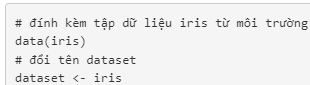 # đính kèm tập dữ liệu iris từ môi trường
data(iris)
# đổi tên dataset
dataset <- iris